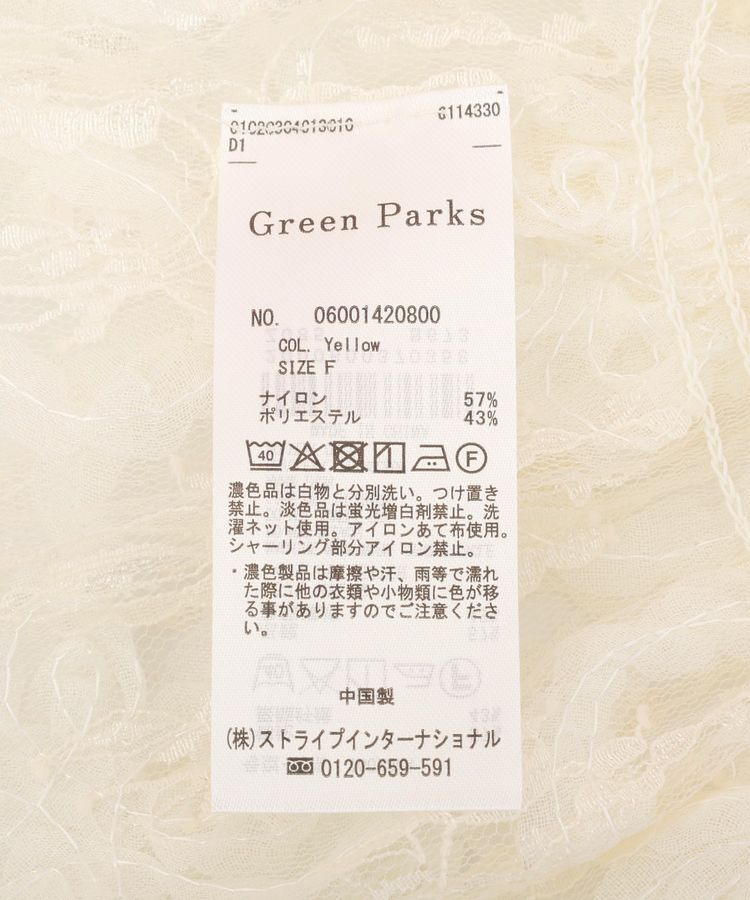 6114330
D1
Green Parks
NO. 06001420800
COL. Yellow
SIZE F
ナイロン 57%
ポリエステル 43%
40 F
濃色品は白物と分別洗い。つけ置き
禁止。淡色品は蛍光増白剤禁止。洗
濯ネット使用。アイロンあて布使用。
シャーリング部分アイロン禁止。
・濃色製品は摩擦や汗、雨等で濡れ
た際に他の衣類や小物類に色が移
る事がありますのでご注意くださ
い。
中国製
(株)ストライプインターナショナル
0120-659-591